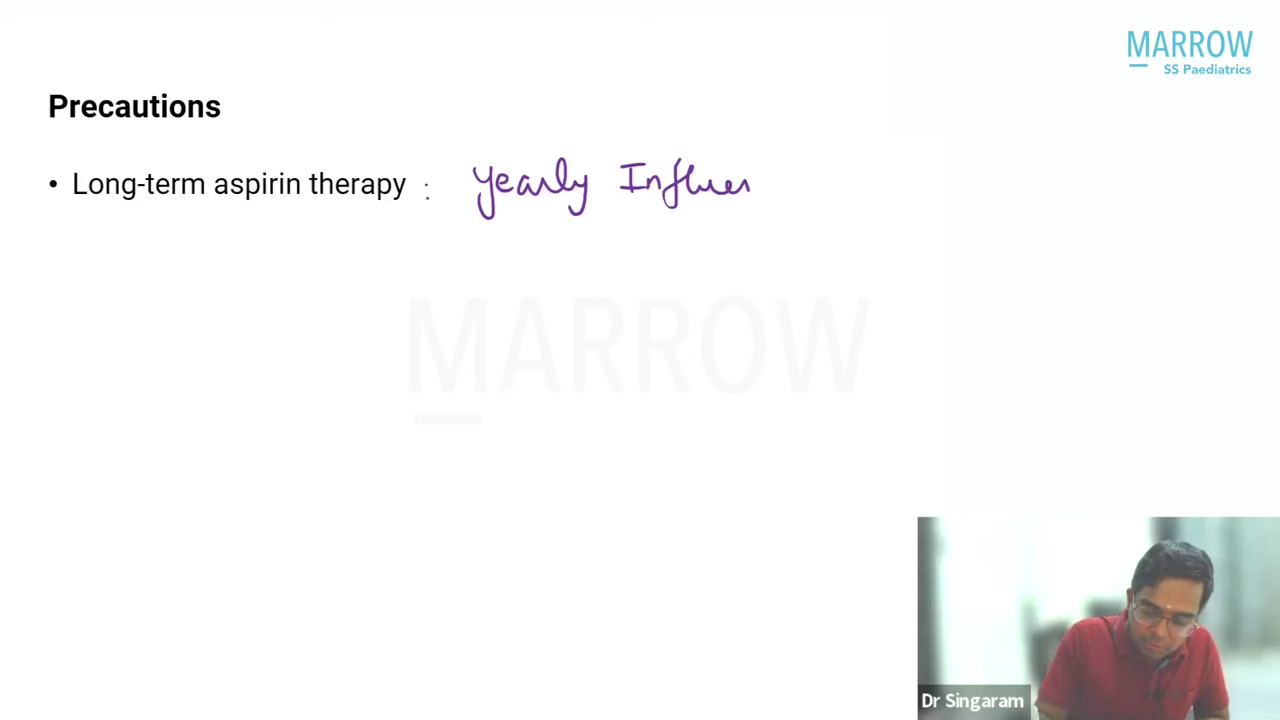 MARROW
SS Paediatrics
Precautions
• Long-term aspirin therapy : yearly Influen
MARROW
Dr Singaram